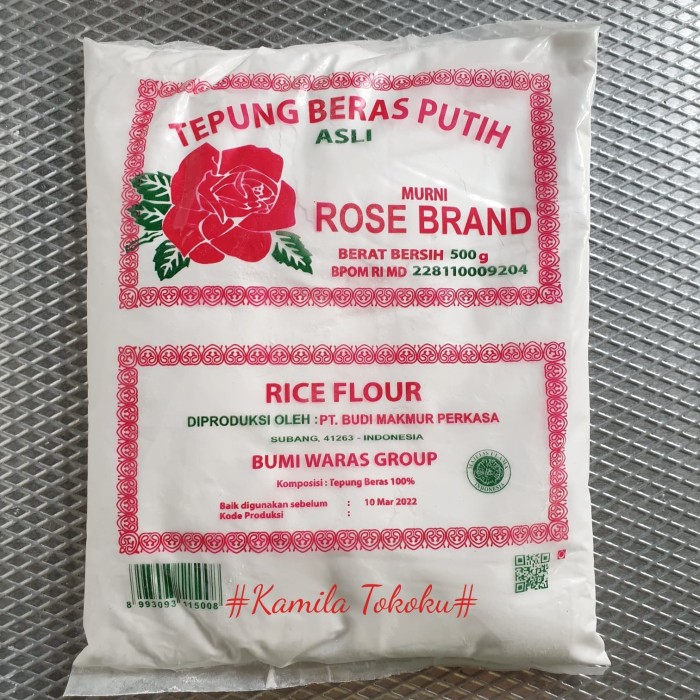 TEPUNG BERAS PUTIH
ASLI
MURNI
ROSE BRAND
BERAT BERSIH 500 g
BPOM RI MD 228110009204
RICE FLOUR
DIPRODUKSI OLEH : PT. BUDI MAKMUR PERKASA
SUBANG, 41263 - INDONESIA
BUMI WARAS GROUP
Komposisi : Tepung Beras 100%
Baik digunakan sebelum : 10 Mar 2022
Kode Produksi :
8 993093 115008
#Kamila Tokoku#